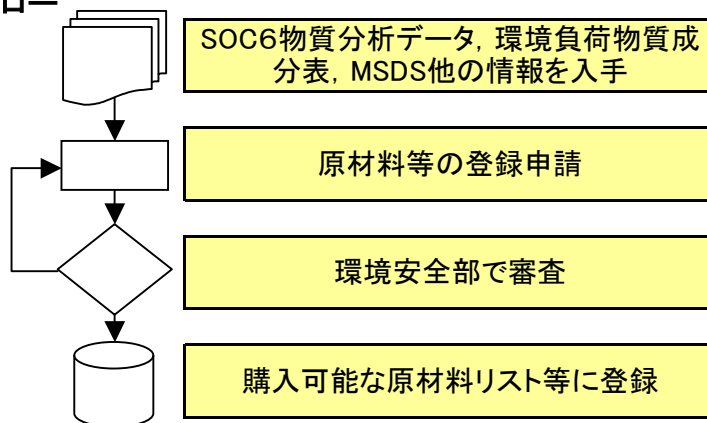 ロー
SOC6物質分析データ，環境負荷物質成
分表，MSDS他の情報を入手
原材料等の登録申請
環境安全部で審査
購入可能な原材料リスト等に登録